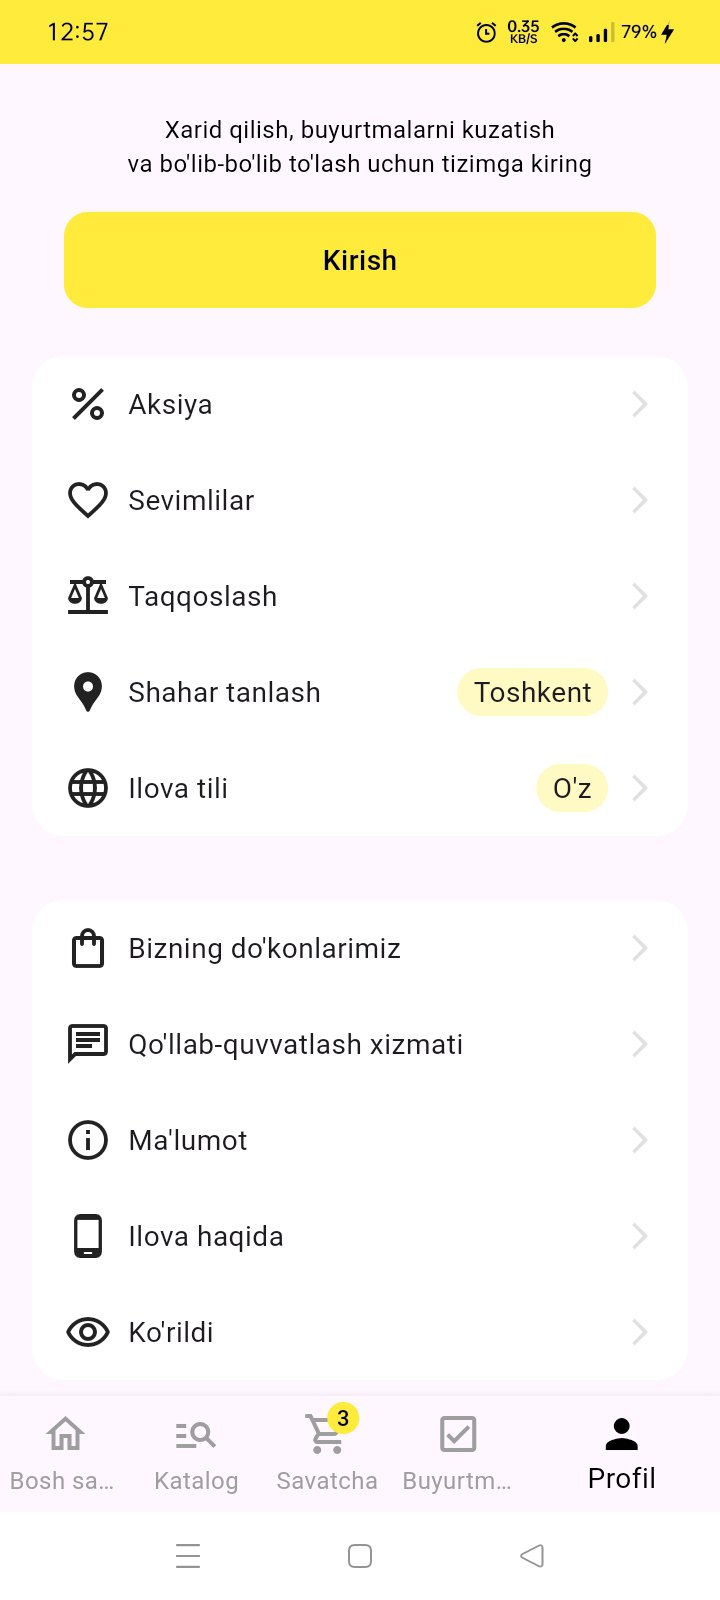 12:57
0.35
KB/S
79%
Xarid qilish, buyurtmalarni kuzatish
va bo'lib-bo'lib to'lash uchun tizimga kiring
Kirish
Aksiya
Sevimlilar
Taqqoslash
Shahar tanlash Toshkent
Ilova tili O'z
Bizning do'konlarimiz
Qo'llab-quvvatlash xizmati
Ma'lumot
Ilova haqida
Ko'rildi
3
Bosh sa... Katalog Savatcha Buyurtm... Profil